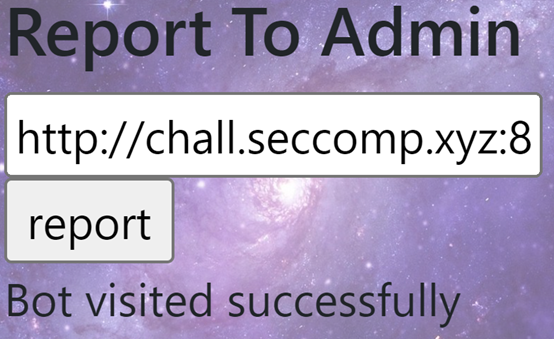 Report To Admin
http://chall.seccomp.xyz:8
report
Bot visited successfully